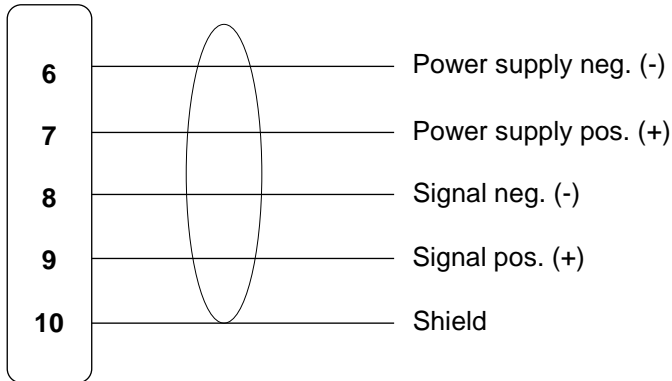 6 Power supply neg. (-)
7 Power supply pos. (+)
8 Signal neg. (-)
9 Signal pos. (+)
10 Shield